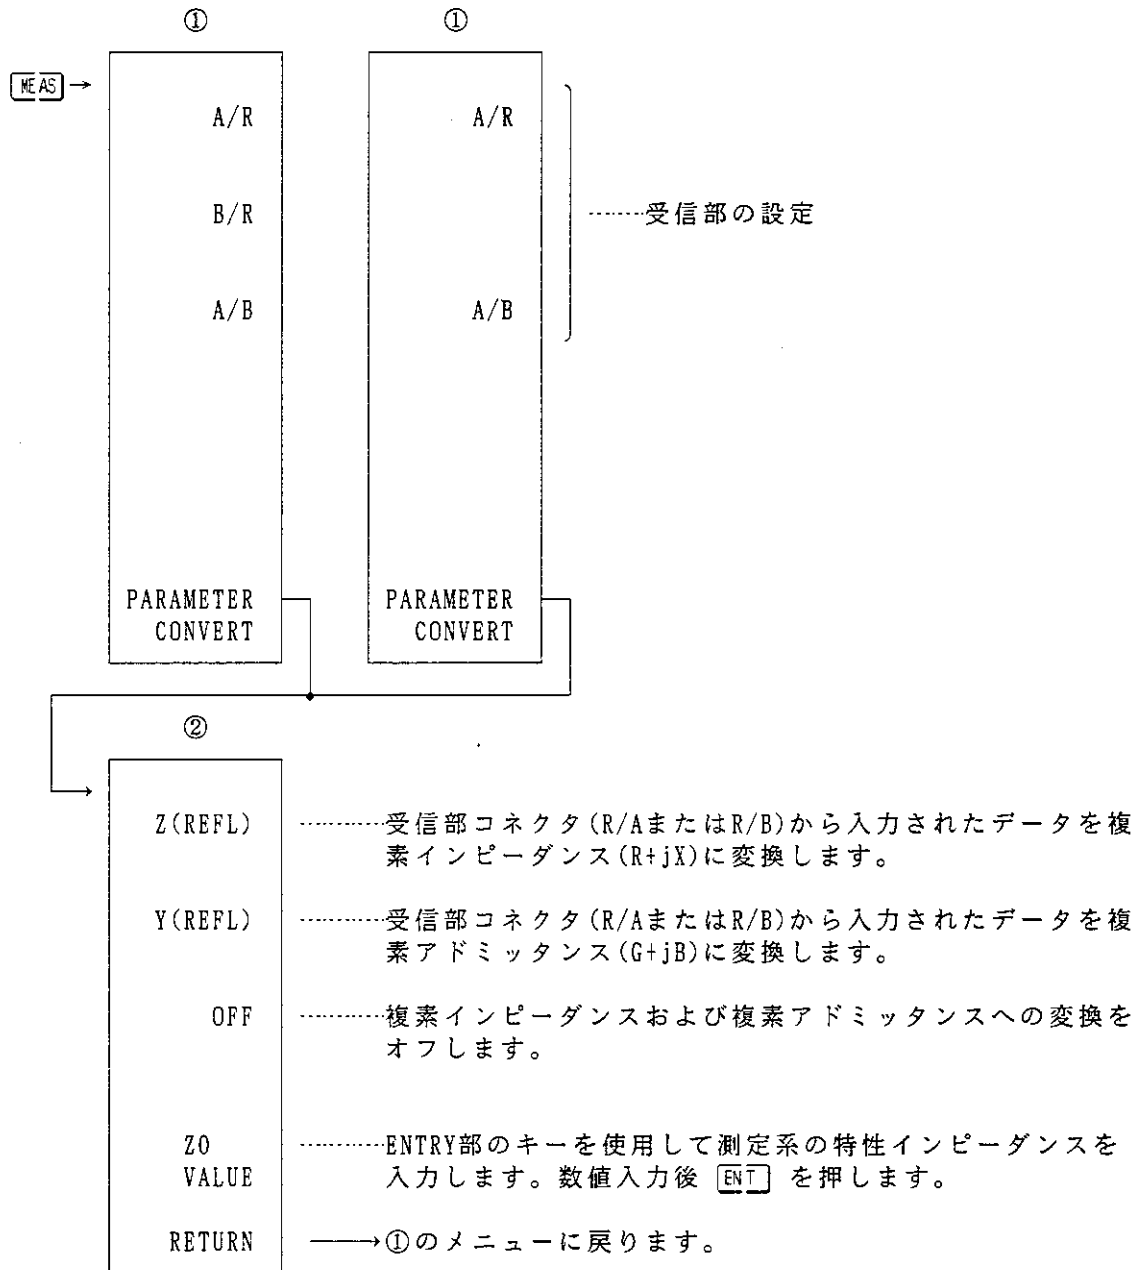 ① ①
MEAS →
A/R A/R
B/R ………受信部の設定
A/B A/B
PARAMETER PARAMETER
CONVERT CONVERT
②
Z(REFL) …………受信部コネクタ(R/AまたはR/B)から入力されたデータを複
素インピーダンス(R+jX)に変換します。
Y(REFL) …………受信部コネクタ(R/AまたはR/B)から入力されたデータを複
素アドミッタンス(G+jB)に変換します。
OFF …………複素インピーダンスおよび複素アドミッタンスへの変換を
オフします。
Z0 …………ENTRY部のキーを使用して測定系の特性インピーダンスを
VALUE 入力します。数値入力後 ENT を押します。
RETURN ――→①のメニューに戻ります。